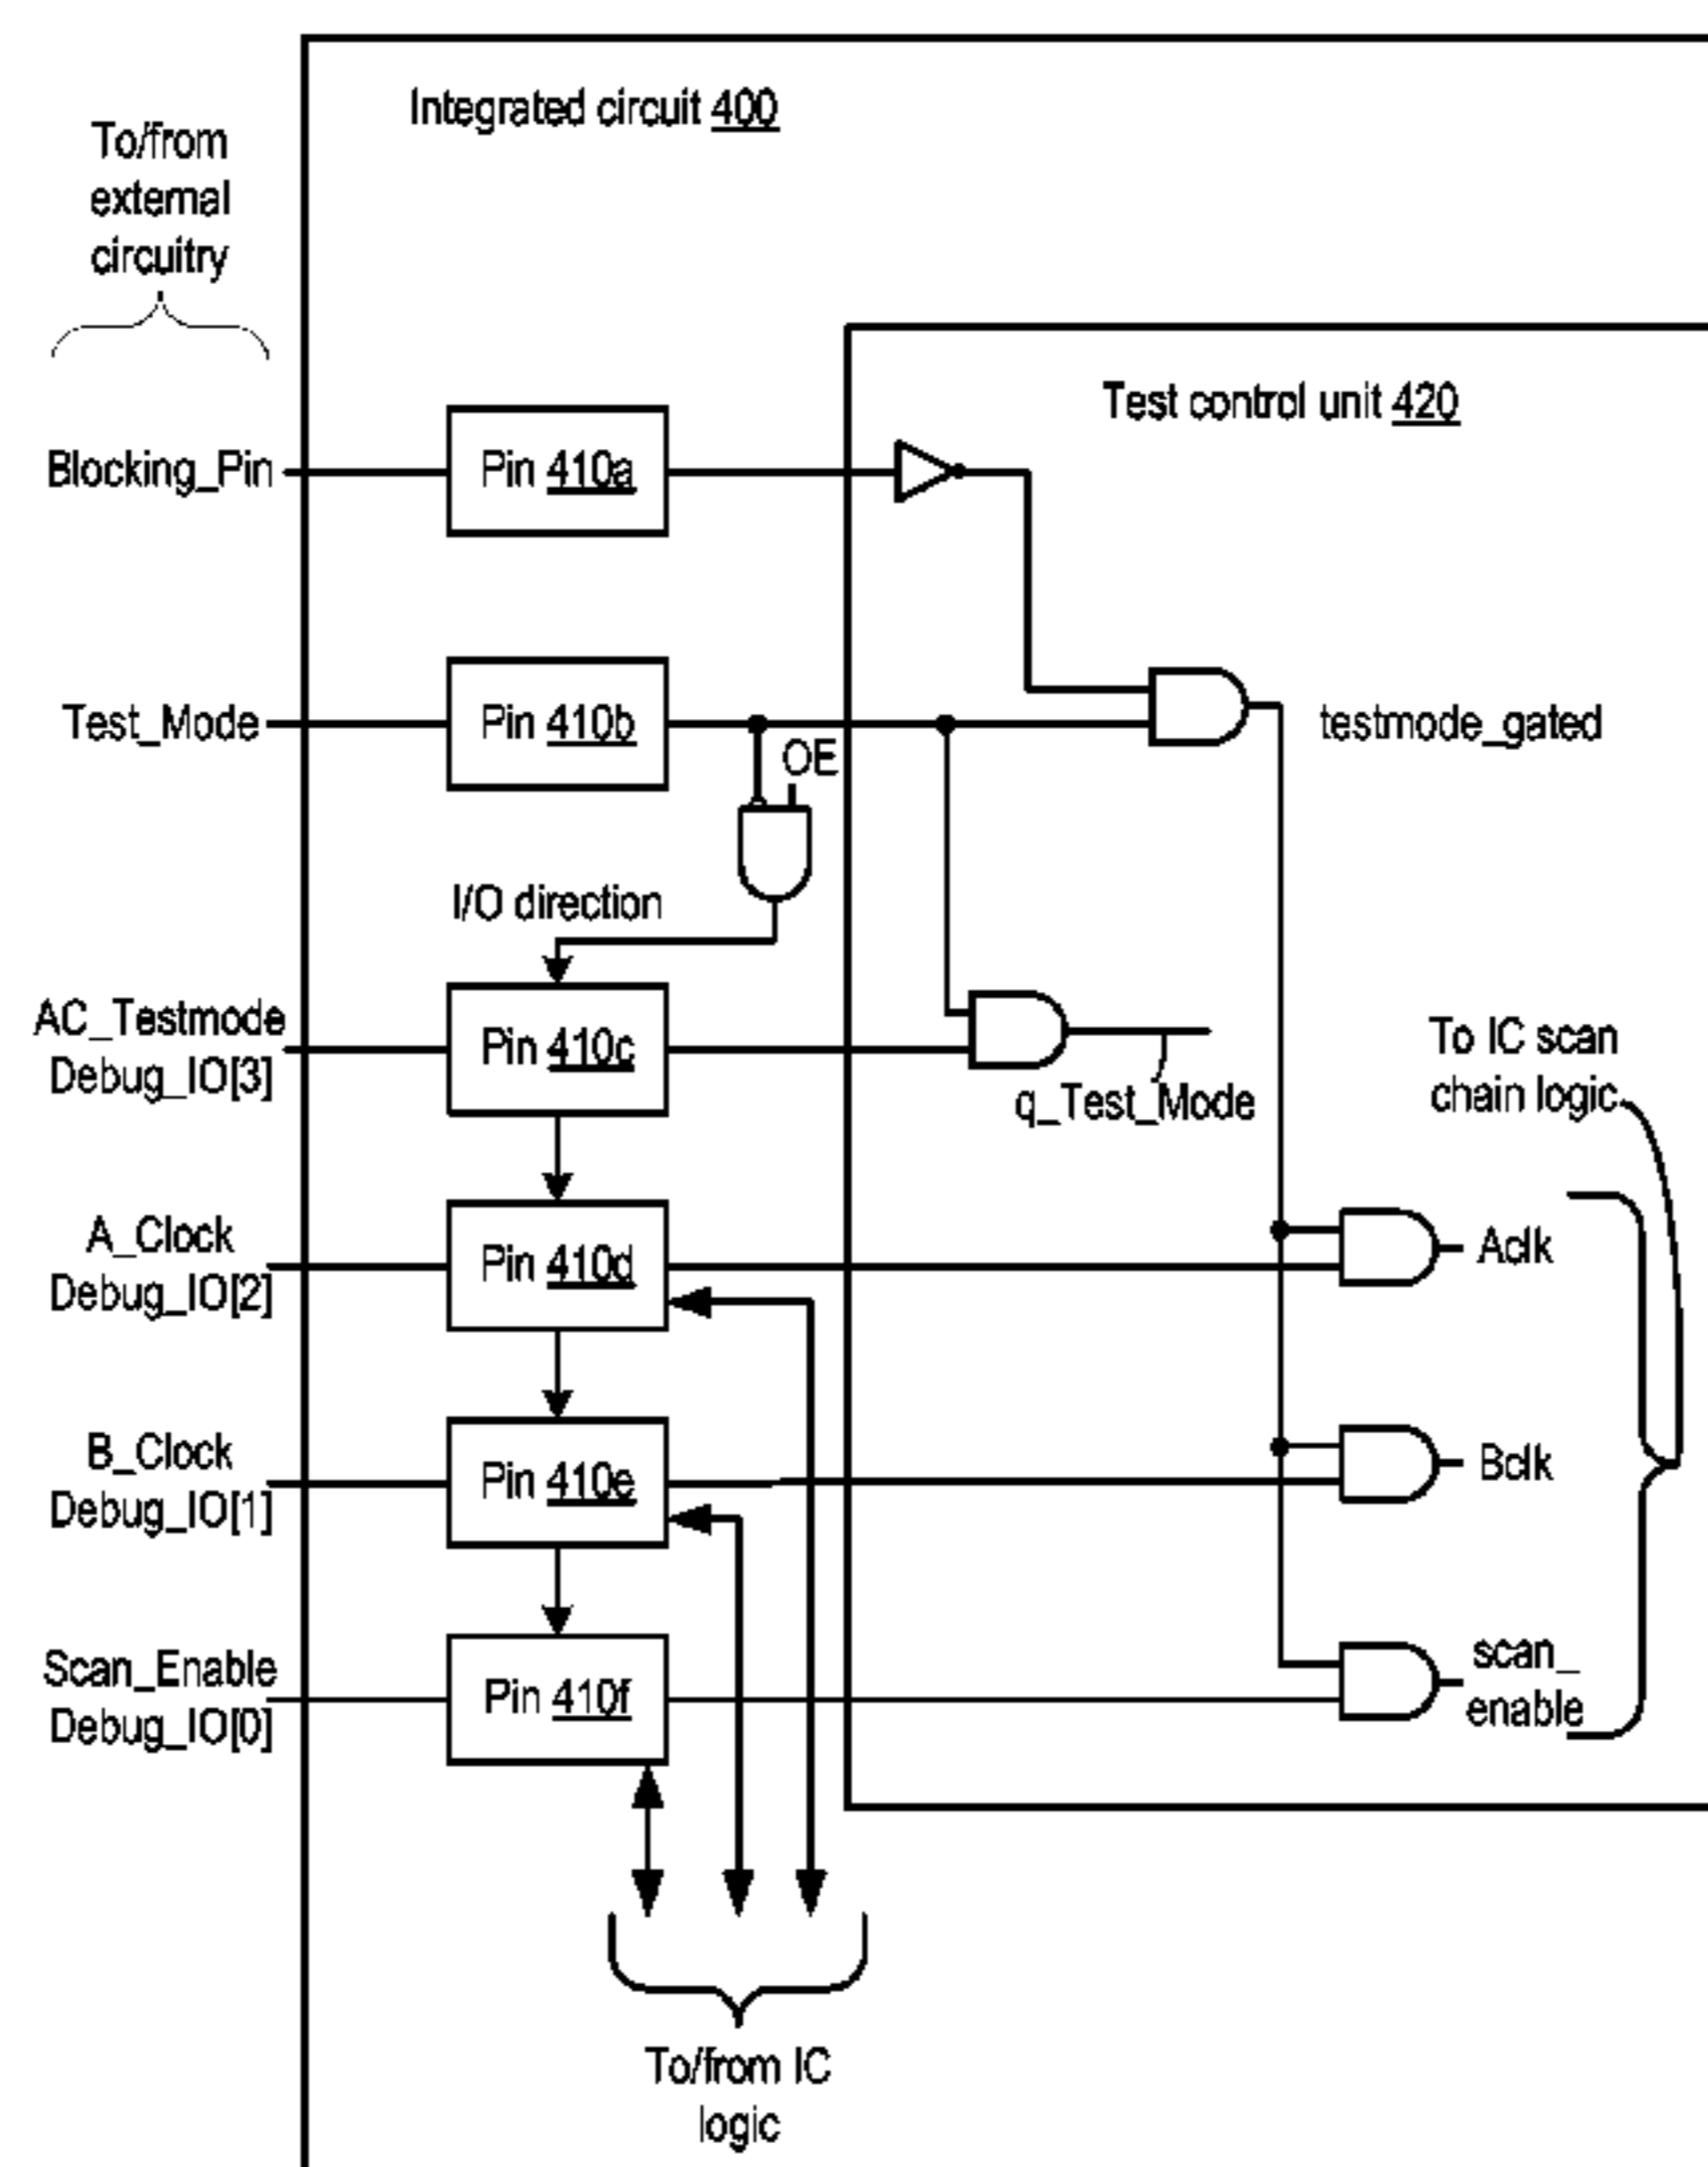 Integrated circuit 400
To/from
external
circuitry
Test control unit 420
Blocking_Pin
Pin 410a
Test_Mode
Pin 410b
testmode_gated
OE
I/O direction
AC_Testmode
Debug_IO[3]
Pin 410c
q_Test_Mode
To IC scan
chain logic
A_Clock
Debug_IO[2]
Pin 410d
Aclk
B_Clock
Debug_IO[1]
Pin 410e
Bclk
Scan_Enable
Debug_IO[0]
Pin 410f
scan_
enable
To/from IC
logic